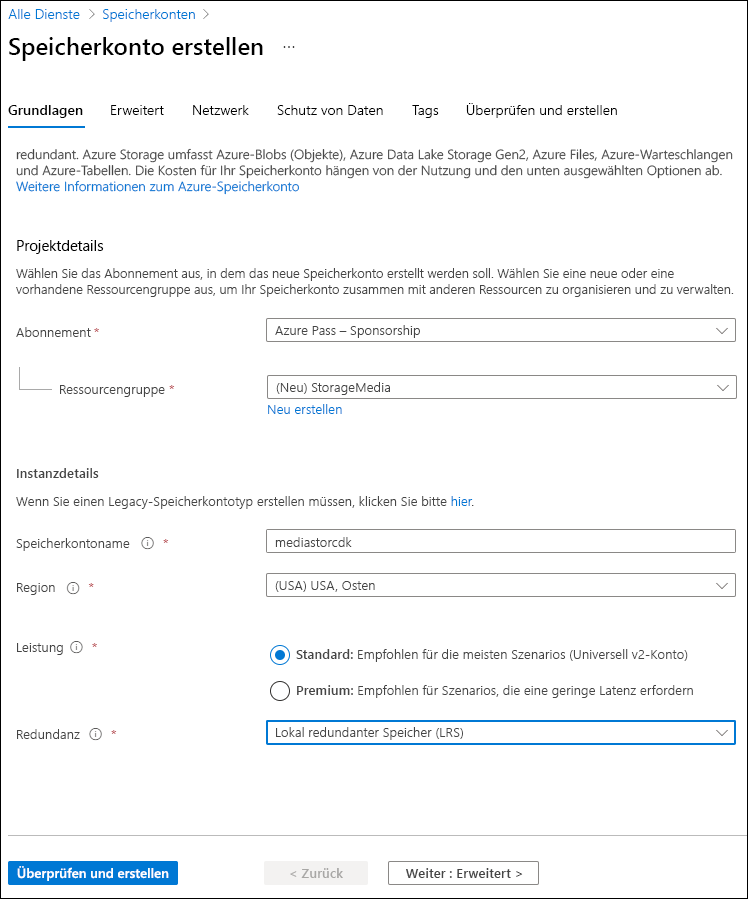 Alle Dienste > Speicherkonten >
Speicherkonto erstellen ...
Grundlagen Erweitert Netzwerk Schutz von Daten Tags Überprüfen und erstellen
redundant. Azure Storage umfasst Azure-Blobs (Objekte), Azure Data Lake Storage Gen2, Azure Files, Azure-Warteschlangen
und Azure-Tabellen. Die Kosten für Ihr Speicherkonto hängen von der Nutzung und den unten ausgewählten Optionen ab.
Weitere Informationen zum Azure-Speicherkonto
Projektdetails
Wählen Sie das Abonnement aus, in dem das neue Speicherkonto erstellt werden soll. Wählen Sie eine neue oder eine
vorhandene Ressourcengruppe aus, um Ihr Speicherkonto zusammen mit anderen Ressourcen zu organisieren und zu verwalten.
Abonnement * Azure Pass – Sponsorship
Ressourcengruppe * (Neu) StorageMedia
Neu erstellen
Instanzdetails
Wenn Sie einen Legacy-Speicherkontotyp erstellen müssen, klicken Sie bitte hier.
Speicherkontoname * mediastorcdk
Region * (USA) USA, Osten
Leistung * Standard: Empfohlen für die meisten Szenarios (Universell v2-Konto)
Premium: Empfohlen für Szenarios, die eine geringe Latenz erfordern
Redundanz * Lokal redundanter Speicher (LRS)
Überprüfen und erstellen < Zurück Weiter : Erweitert >